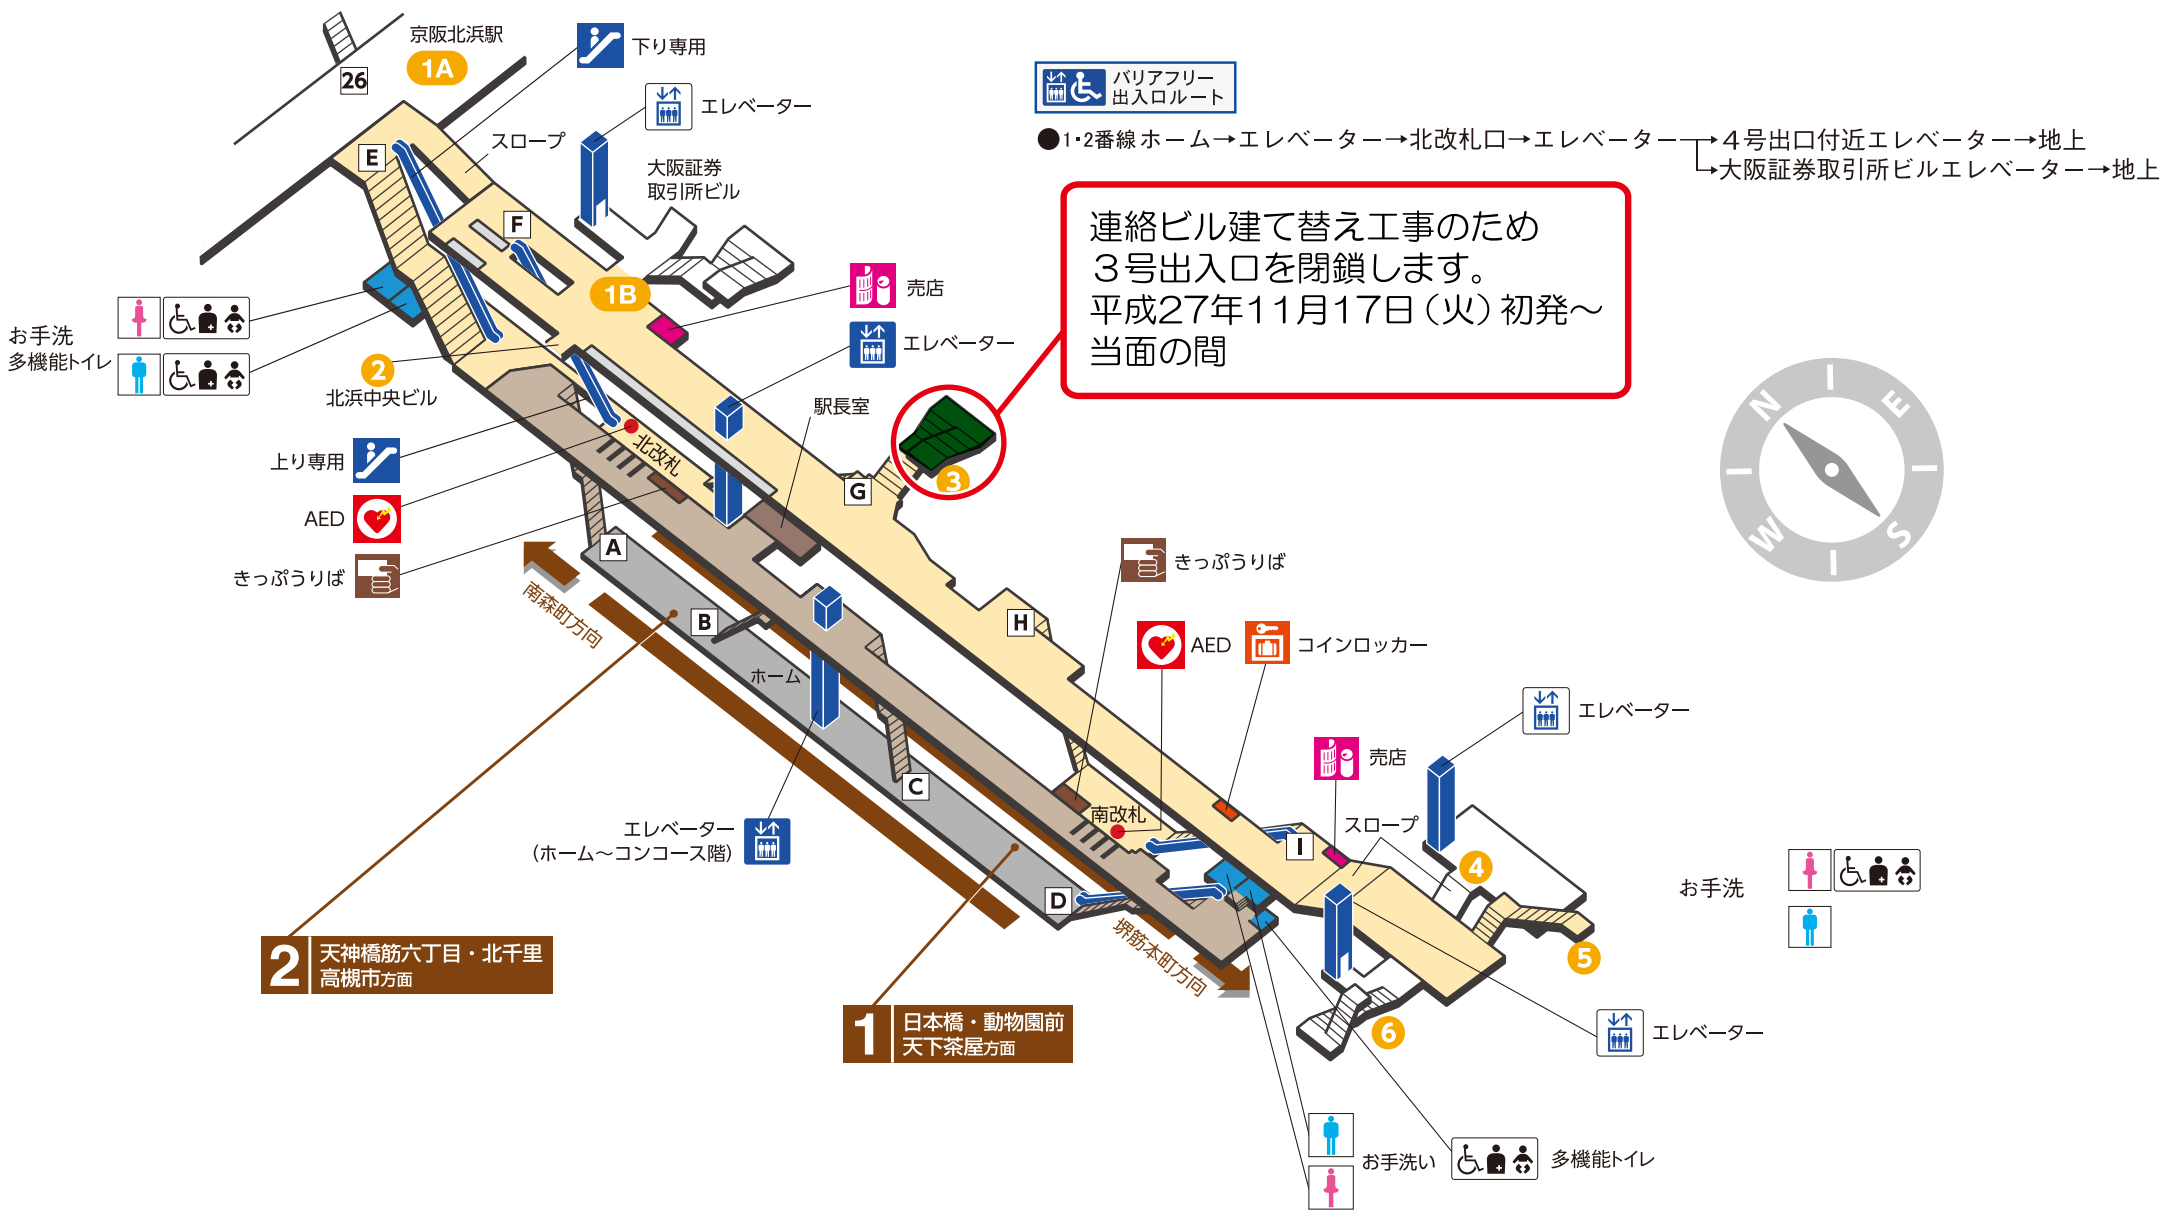 京阪北浜駅
1A
26
下り専用
エレベーター
スロープ
大阪証券
取引所ビル
E
F
1B
バリアフリー
出入口ルート
●1・2番線 ホーム→エレベーター→北改札口→エレベーター→4号出口付近エレベーター→地上
→大阪証券取引所ビルエレベーター→地上
連絡ビル建て替え工事のため
3号出入口を閉鎖します。
平成27年11月17日（火）初発～
当面の間
売店
エレベーター
お手洗
多機能トイレ
2
北浜中央ビル
駅長室
上り専用
北改札
AED
きっぷうりば
3
G
N
E
W
S
A
南森町方向
B
ホーム
H
きっぷうりば
AED
コインロッカー
エレベーター
売店
C
エレベーター
(ホーム～コンコース階)
南改札
スロープ
I
4
お手洗
D
堺筋本町方向
5
2
天神橋筋六丁目・北千里
高槻市方面
1
日本橋・動物園前
天下茶屋方面
6
エレベーター
お手洗い
多機能トイレ